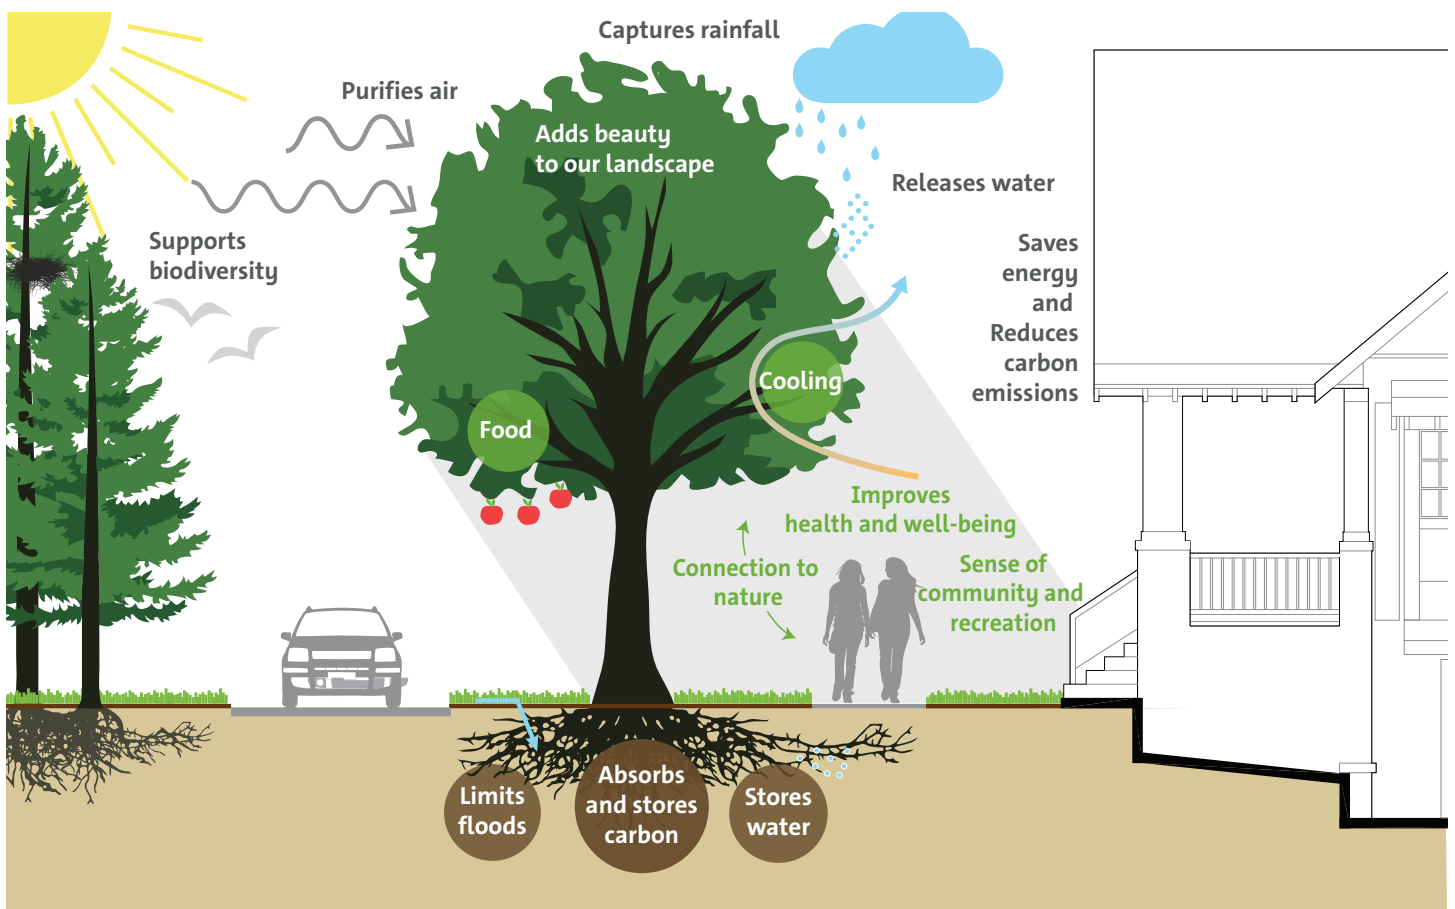 Captures rainfall
Purifies air
Adds beauty
to our landscape
Releases water
Supports
biodiversity
Saves
energy
and
Reduces
carbon
emissions
Cooling
Food
Improves
health and well-being
Connection to
nature
Sense of
community and
recreation
Limits
floods
Absorbs
and stores
carbon
Stores
water